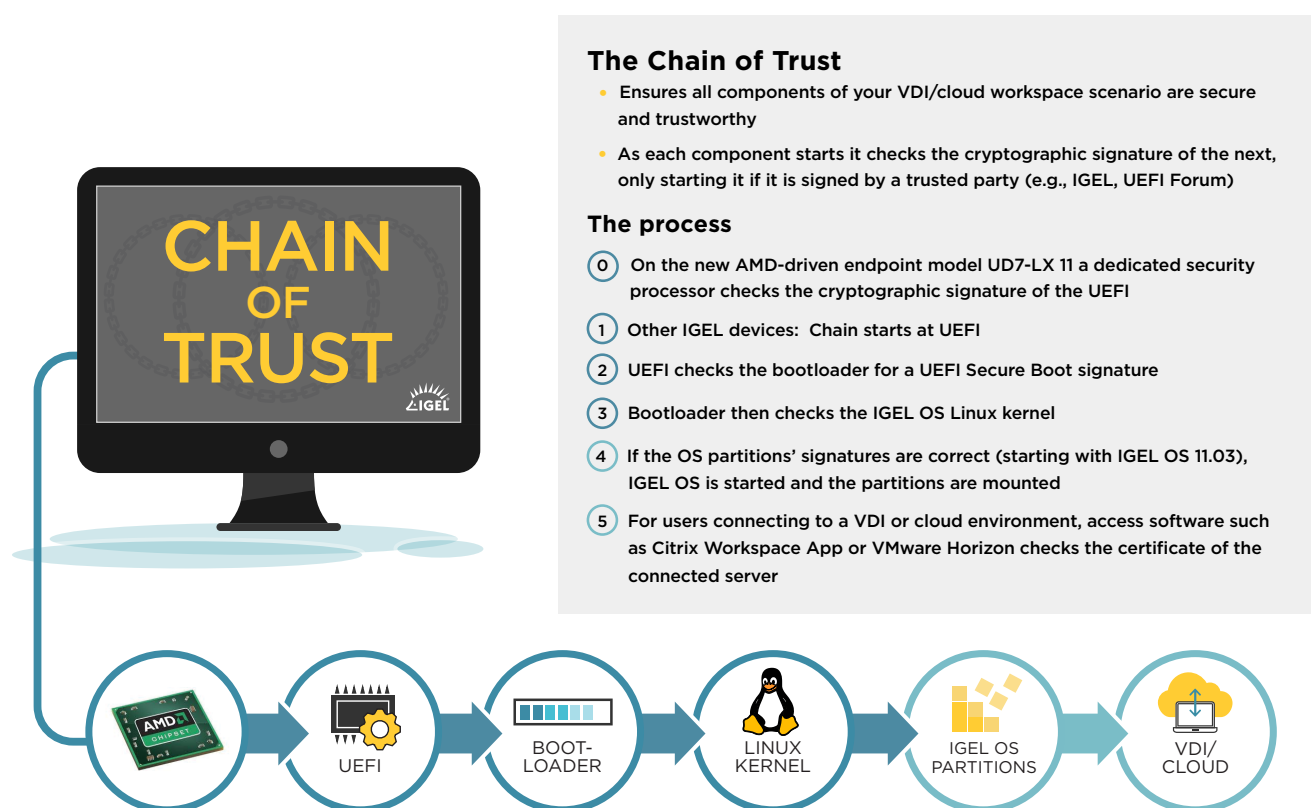 CHAIN
OF
TRUST
IGEL
The Chain of Trust
• Ensures all components of your VDI/cloud workspace scenario are secure
and trustworthy
• As each component starts it checks the cryptographic signature of the next,
only starting it if it is signed by a trusted party (e.g., IGEL, UEFI Forum)
The process
0 On the new AMD-driven endpoint model UD7-LX 11 a dedicated security
processor checks the cryptographic signature of the UEFI
1 Other IGEL devices: Chain starts at UEFI
2 UEFI checks the bootloader for a UEFI Secure Boot signature
3 Bootloader then checks the IGEL OS Linux kernel
4 If the OS partitions’ signatures are correct (starting with IGEL OS 11.03),
IGEL OS is started and the partitions are mounted
5 For users connecting to a VDI or cloud environment, access software such
as Citrix Workspace App or VMware Horizon checks the certificate of the
connected server
AMD
CHIPSET
UEFI
BOOT-
LOADER
LINUX
KERNEL
IGEL OS
PARTITIONS
VDI/
CLOUD